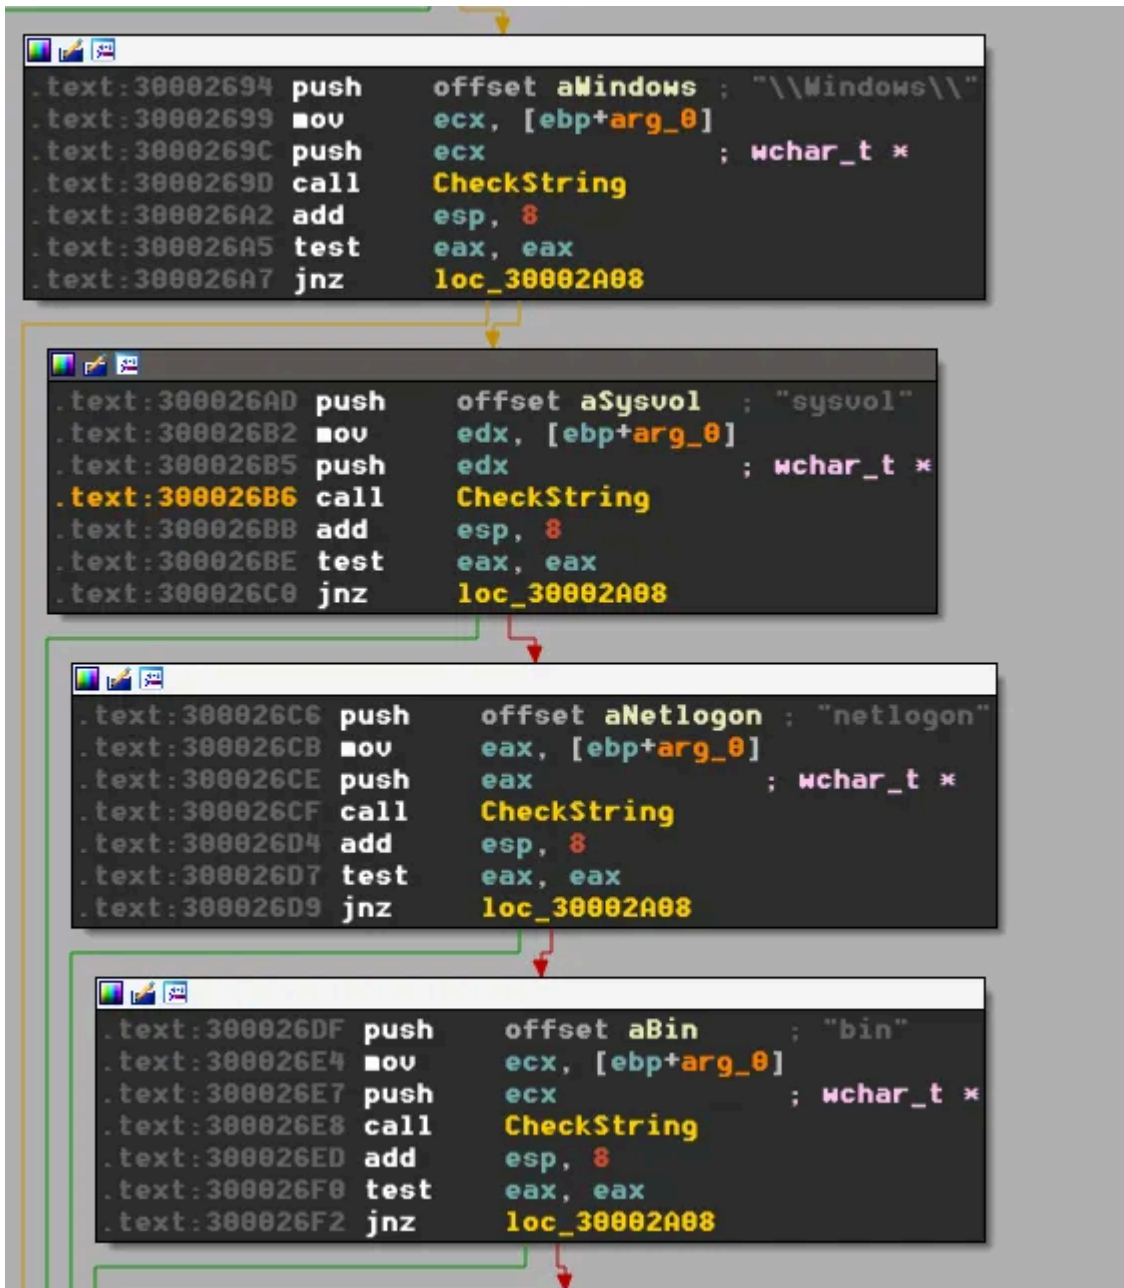 .text:30002694 push offset aWindows ; "\\Windows\\"
.text:30002699 mov ecx, [ebp+arg_0]
.text:3000269C push ecx ; wchar_t *
.text:3000269D call CheckString
.text:300026A2 add esp, 8
.text:300026A5 test eax, eax
.text:300026A7 jnz loc_30002A08
.text:300026AD push offset aSysvol ; "sysvol"
.text:300026B2 mov edx, [ebp+arg_0]
.text:300026B5 push edx ; wchar_t *
.text:300026B6 call CheckString
.text:300026BB add esp, 8
.text:300026BE test eax, eax
.text:300026C0 jnz loc_30002A08
.text:300026C6 push offset aNetlogon ; "netlogon"
.text:300026CB mov eax, [ebp+arg_0]
.text:300026CE push eax ; wchar_t *
.text:300026CF call CheckString
.text:300026D4 add esp, 8
.text:300026D7 test eax, eax
.text:300026D9 jnz loc_30002A08
.text:300026DF push offset aBin ; "bin"
.text:300026E4 mov ecx, [ebp+arg_0]
.text:300026E7 push ecx ; wchar_t *
.text:300026E8 call CheckString
.text:300026ED add esp, 8
.text:300026F0 test eax, eax
.text:300026F2 jnz loc_30002A08